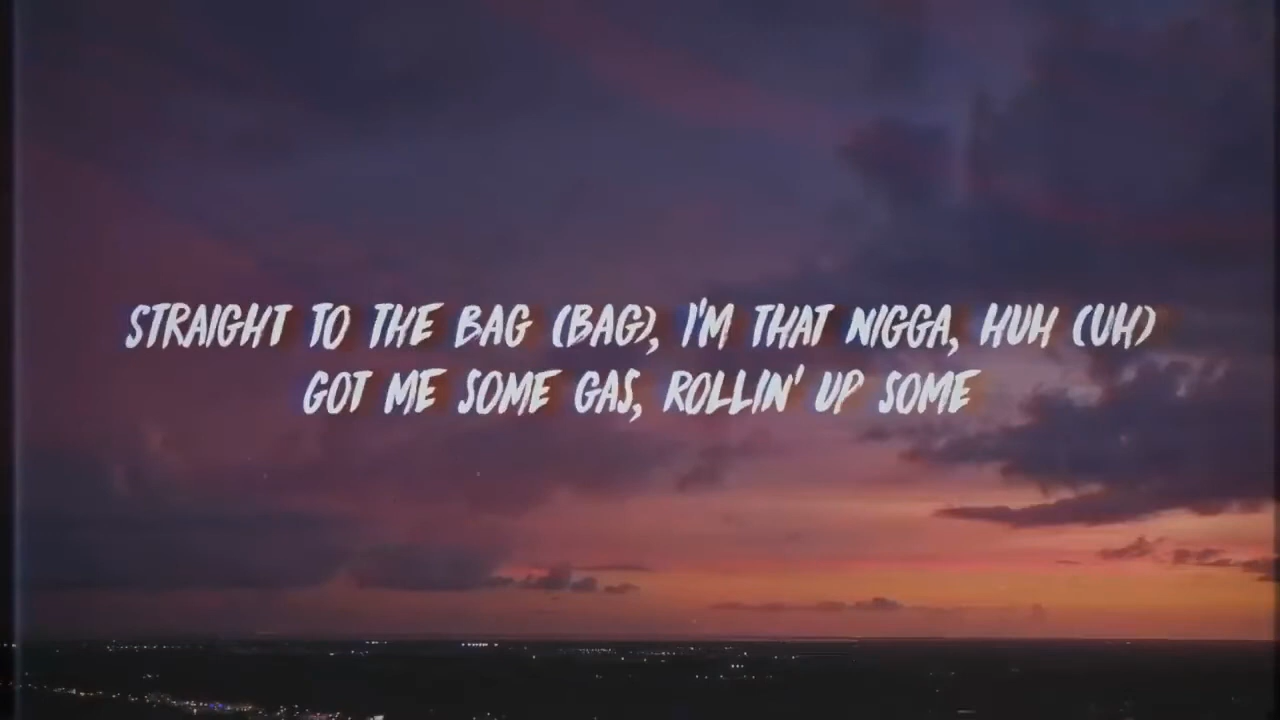 STRAIGHT TO THE BAG (BAG), I'M THAT NIGGA, HUH (UH)
GOT ME SOME GAS, ROLLIN' UP SOME